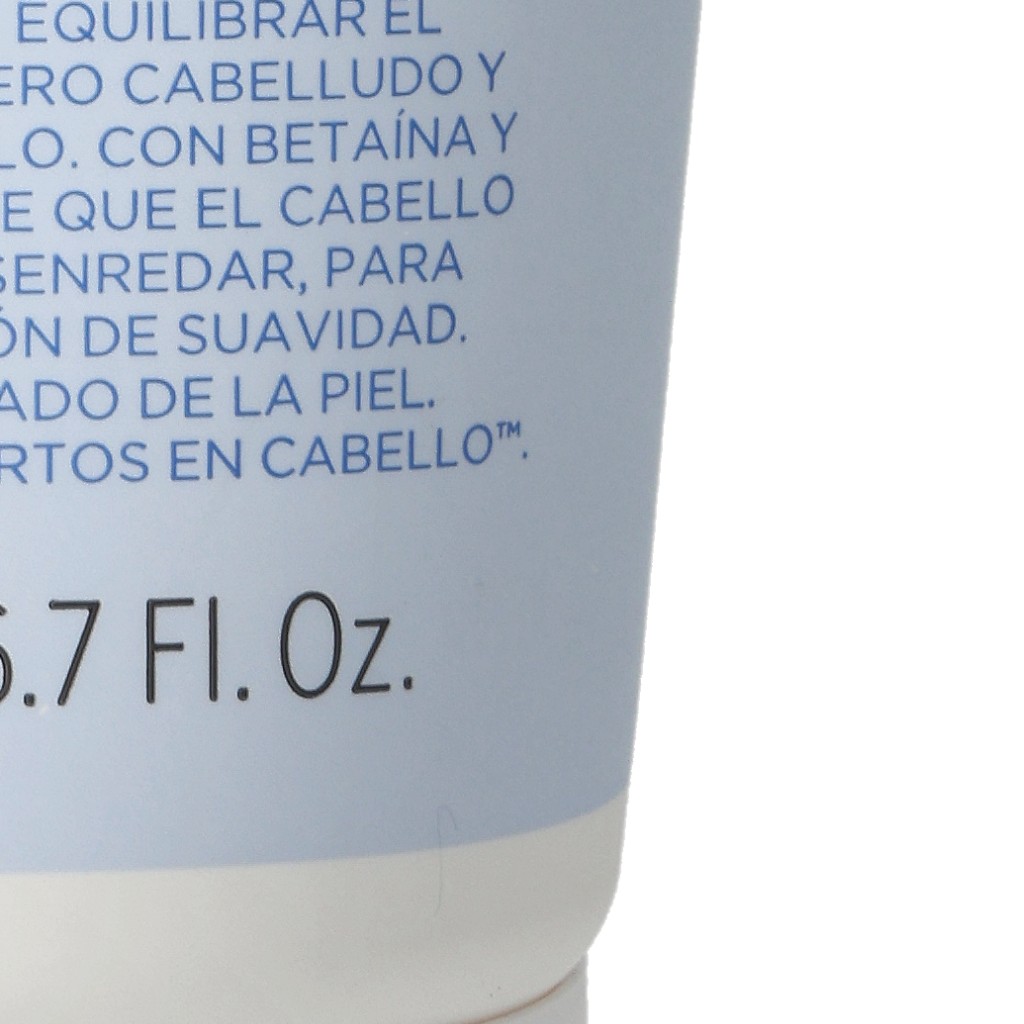 EQUILIBRAR EL
ERO CABELLUDO Y
LO. CON BETAÍNA Y
E QUE EL CABELLO
SENREDAR, PARA
ÓN DE SUAVIDAD.
ADO DE LA PIEL.
RTOS EN CABELLO™.
6.7 Fl. Oz.